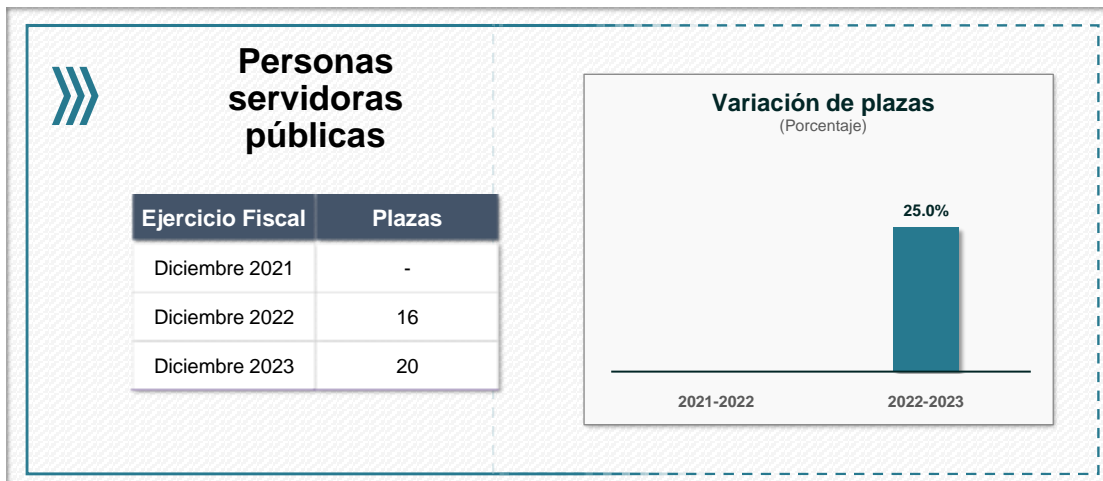 Personas
servidoras
públicas
Ejercicio Fiscal Plazas
Diciembre 2021 -
Diciembre 2022 16
Diciembre 2023 20
Variación de plazas
(Porcentaje)
25.0%
2021-2022 2022-2023